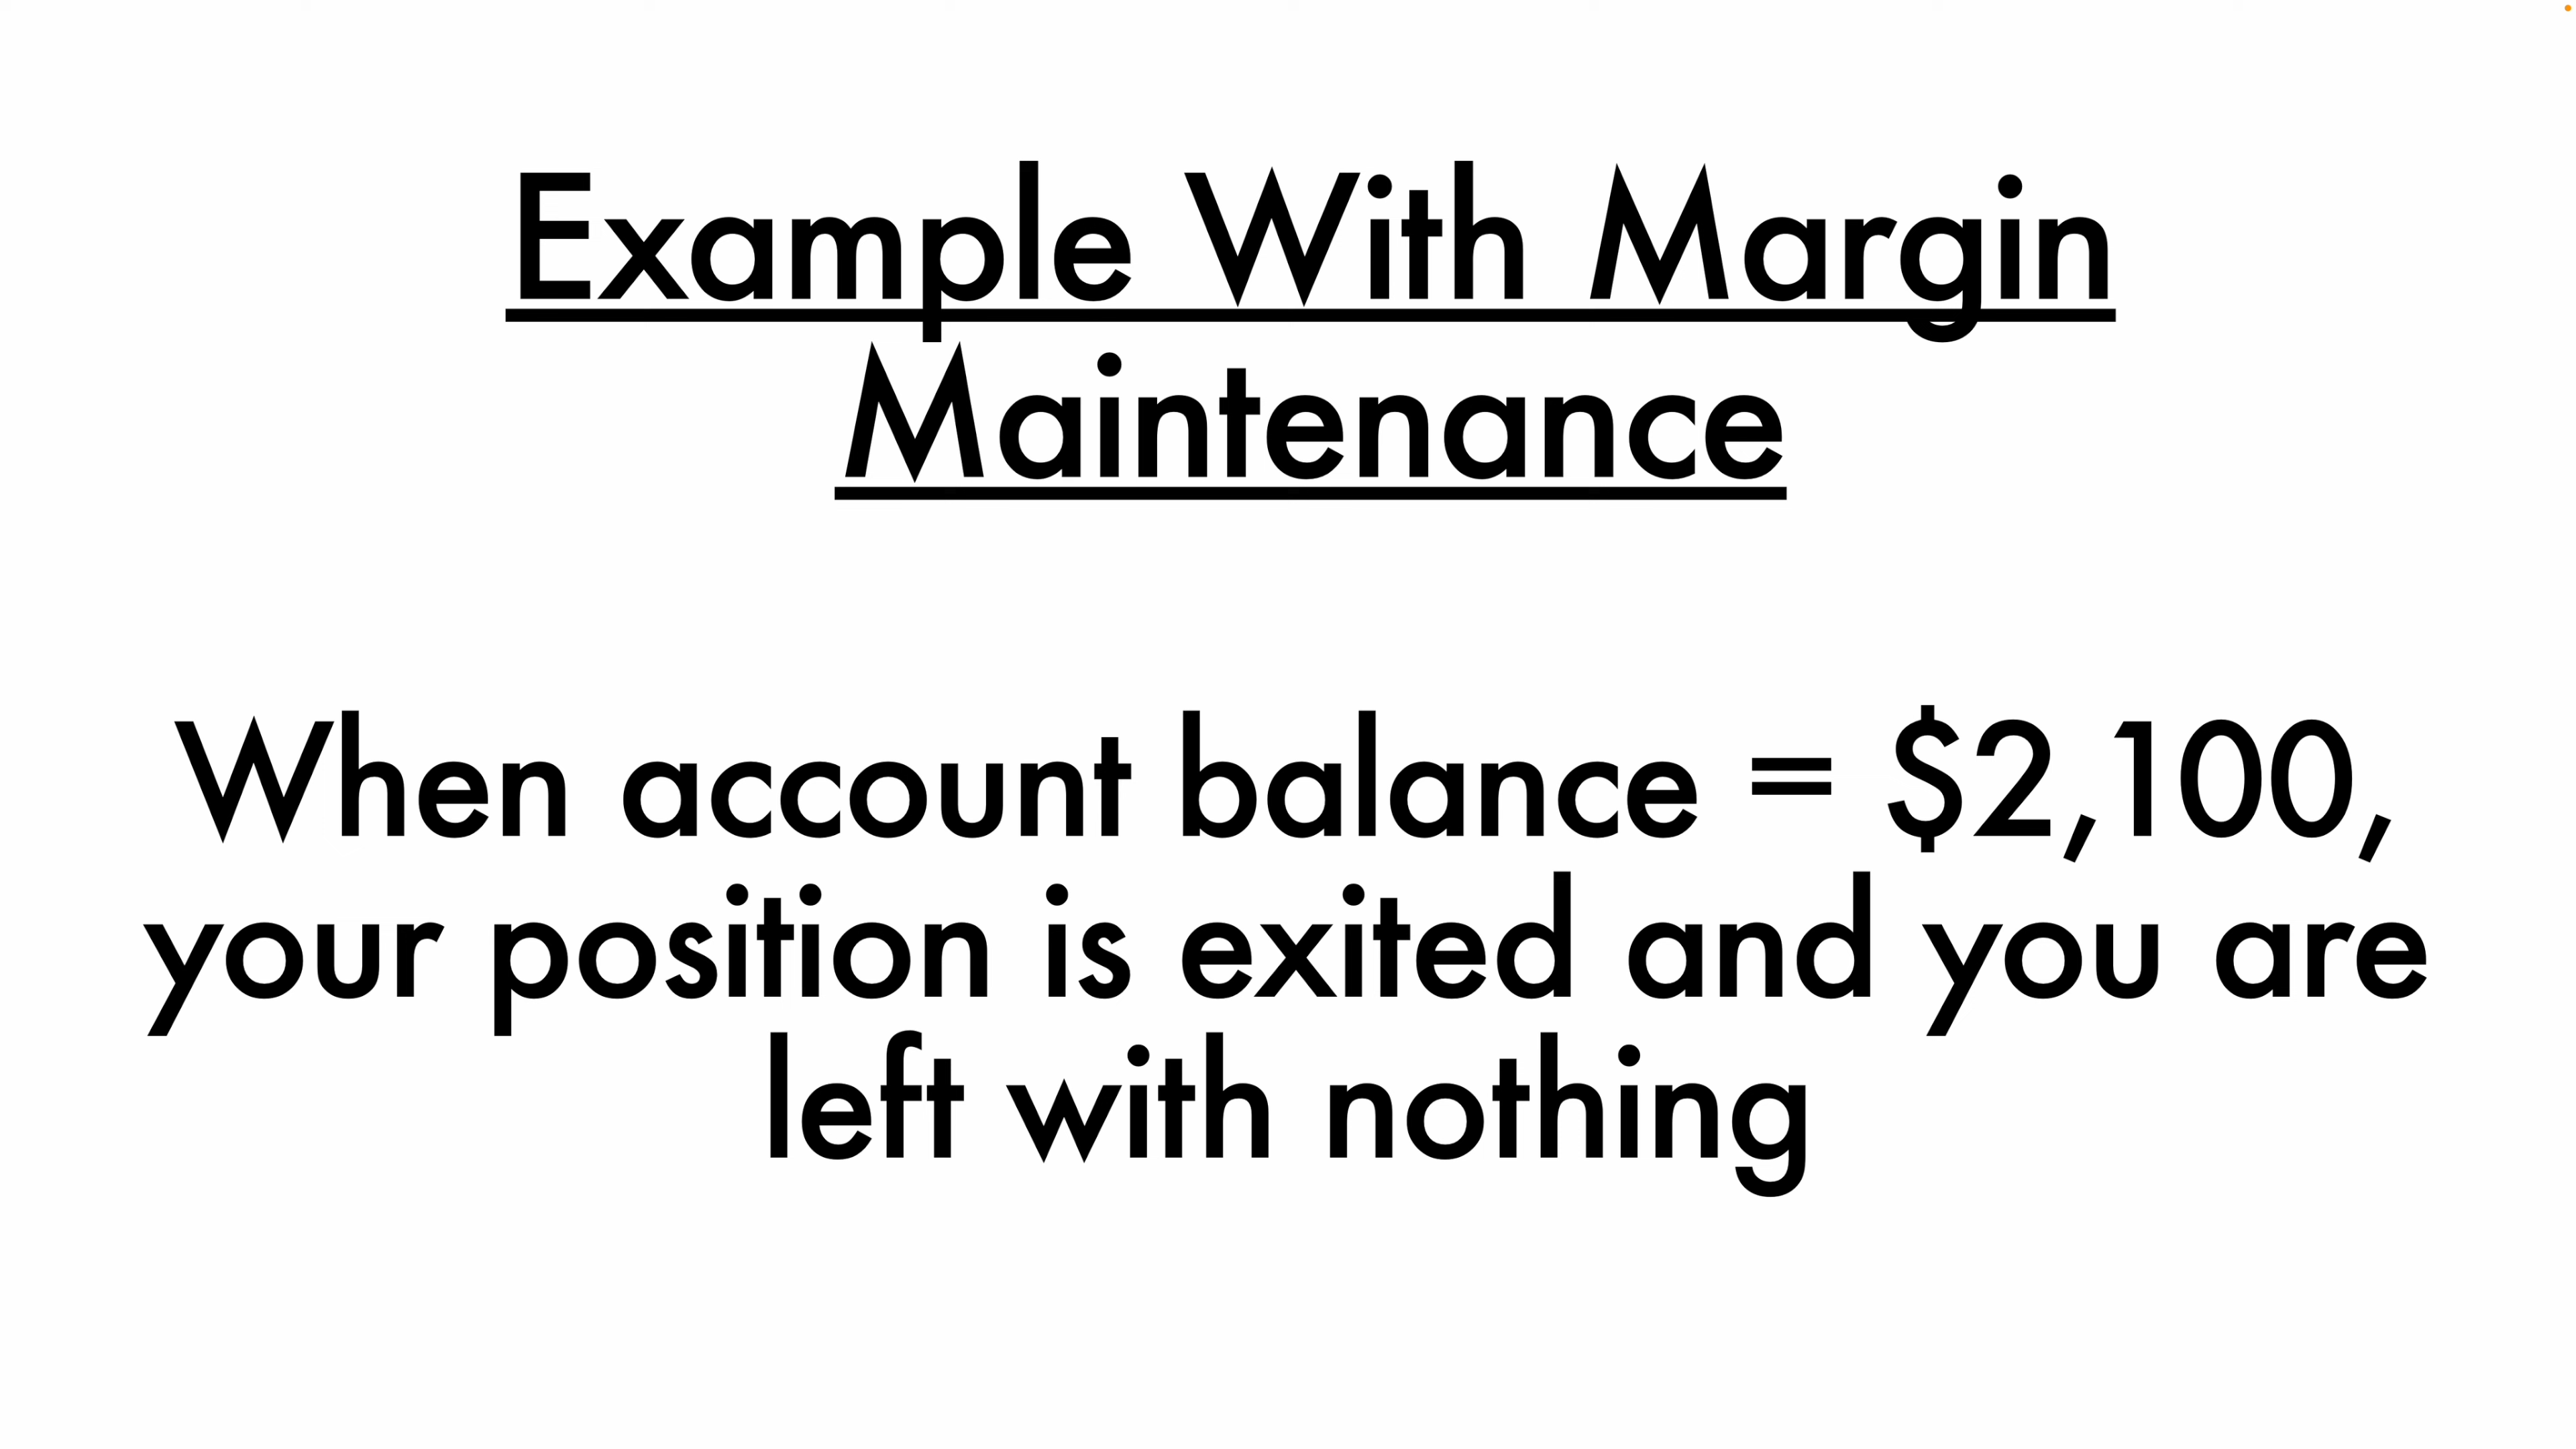 Example With Margin
Maintenance
When account balance = $2,100,
your position is exited and you are
left with nothing